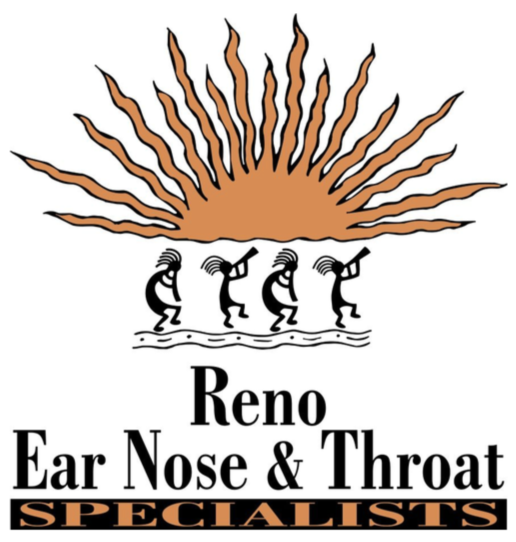 Reno
Ear Nose & Throat
SPECIALISTS